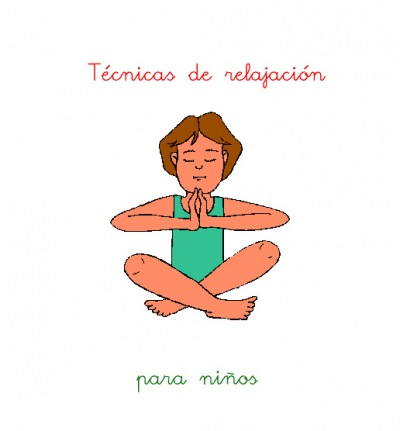 Técnicas de relajación
para niños